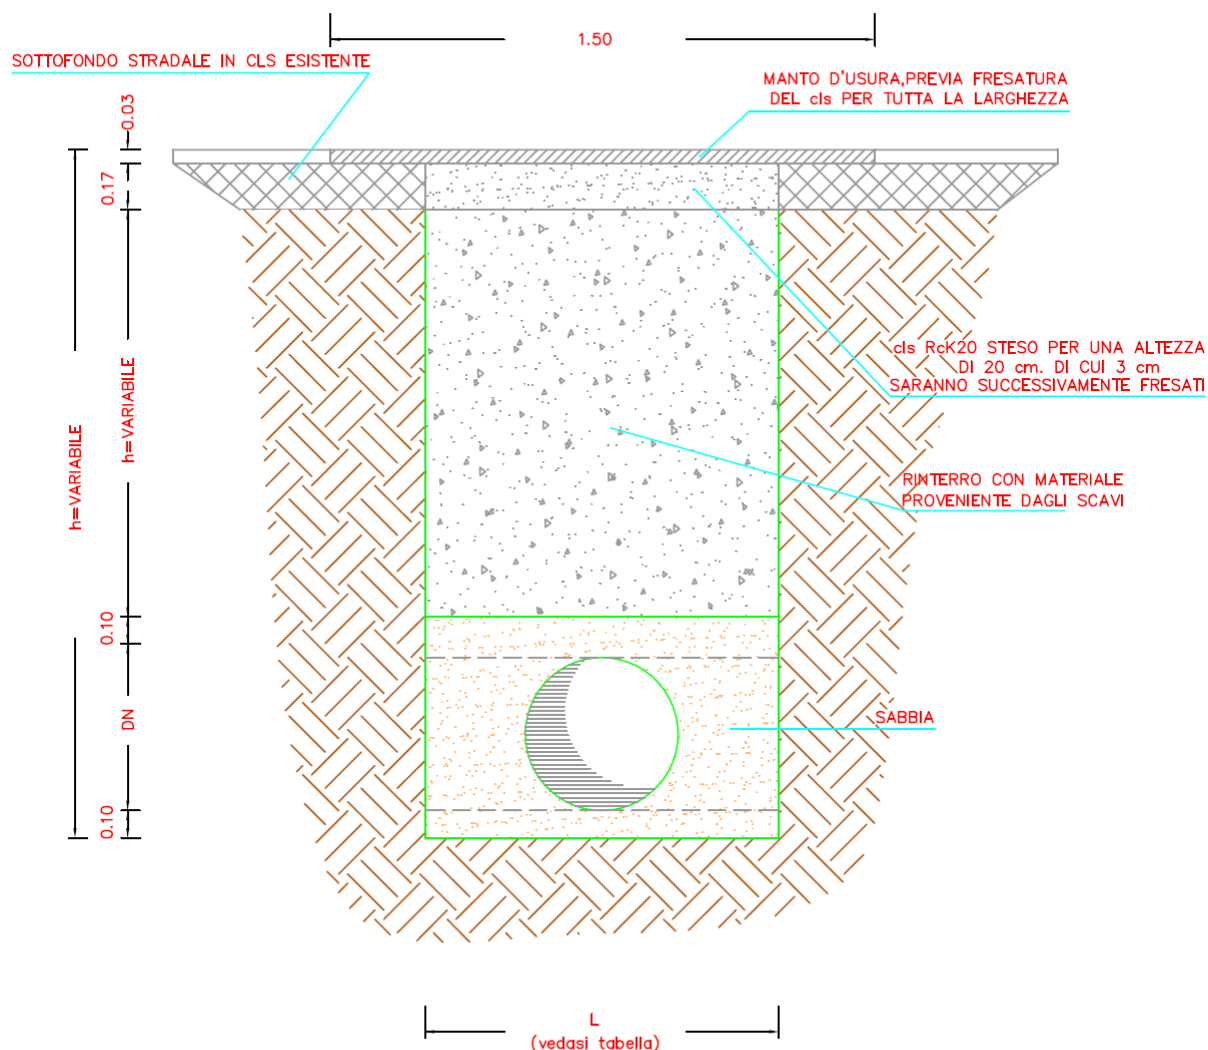 1.50
SOTTOFONDO STRADALE IN CLS ESISTENTE
MANTO D'USURA,PREVIA FRESATURA
DEL cls PER TUTTA LA LARGHEZZA
0.03
0.17
h=VARIABILE
h=VARIABILE
cls RcK20 STESO PER UNA ALTEZZA
DI 20 cm. DI CUI 3 cm
SARANNO SUCCESSIVAMENTE FRESATI
RINTERRO CON MATERIALE
PROVENIENTE DAGLI SCAVI
0.10
DN
SABBIA
0.10
L
(vedasi tabella)